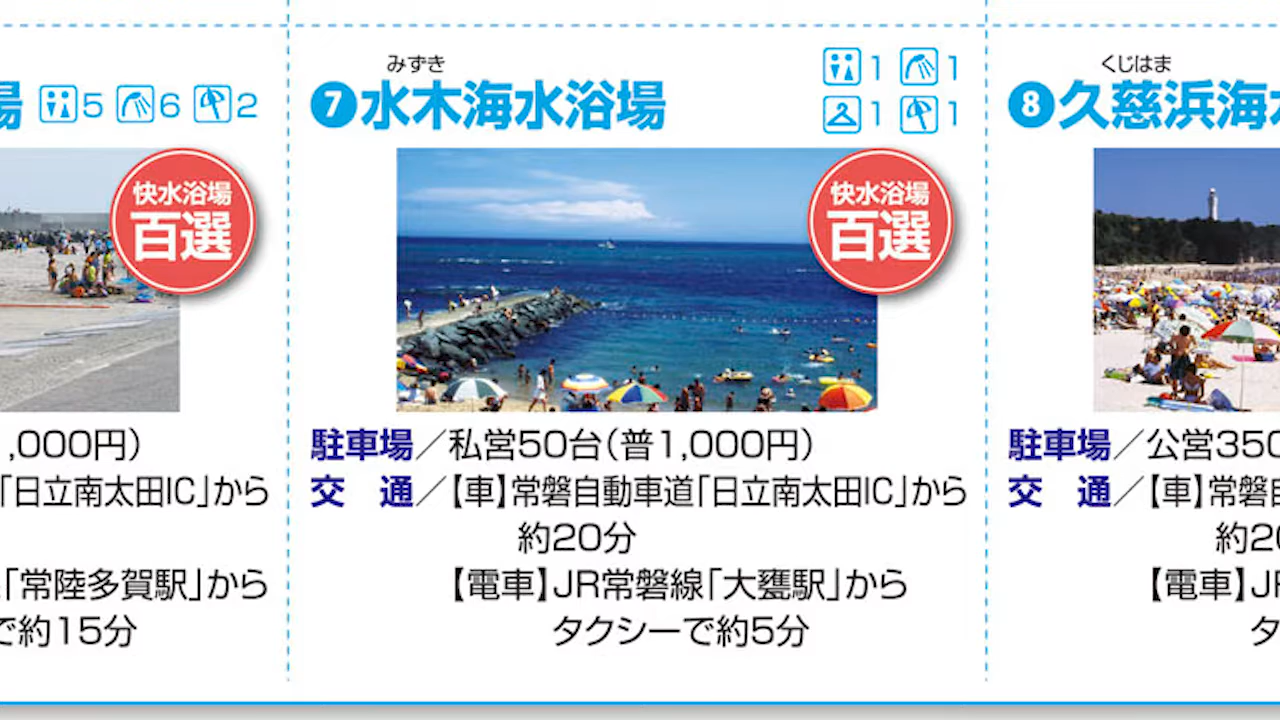 場 5 6 2
快水浴場
百選
,000円）
「日立南太田IC」から
「常陸多賀駅」から
で約15分
みずき
❼水木海水浴場
1 1
1 1
快水浴場
百選
駐車場／私営50台（普1,000円）
交　通／【車】常磐自動車道「日立南太田IC」から
約20分
【電車】JR常磐線「大甕駅」から
タクシーで約5分
くじはま
❽久慈浜海
駐車場／公営350
交　通／【車】常磐
約20
【電車】J
タ